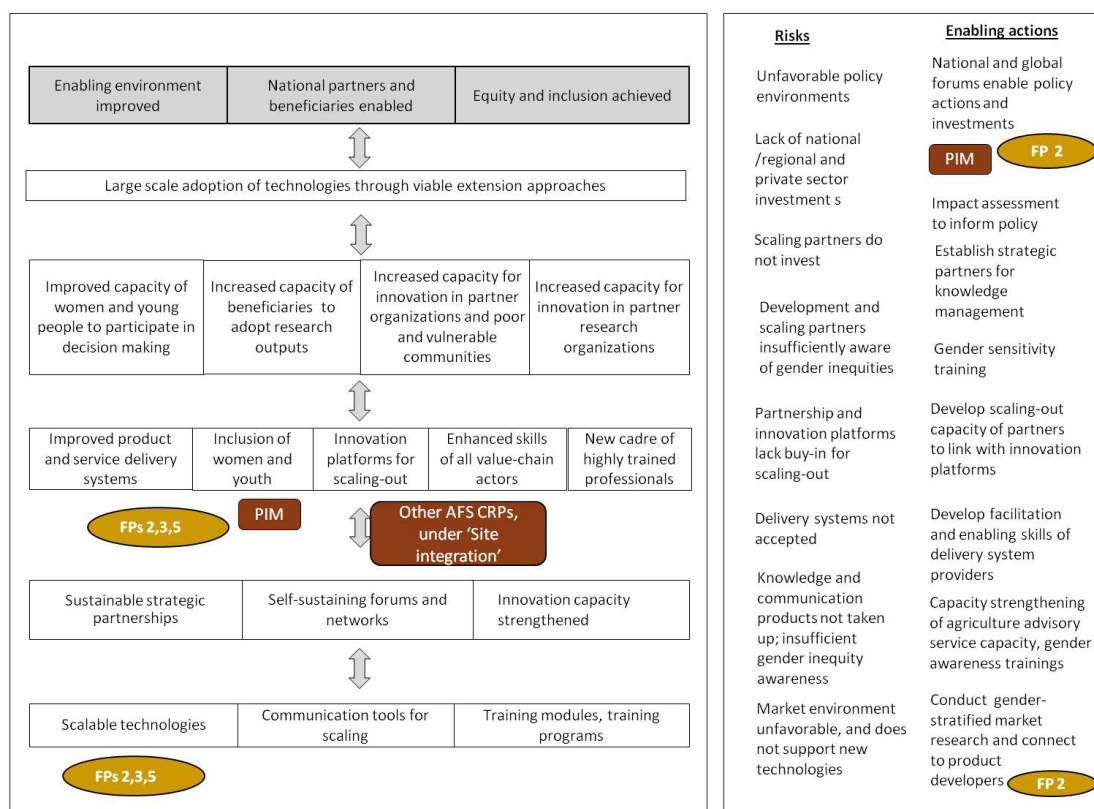 Enabling environment
improved
National partners and
beneficiaries enabled
Equity and inclusion achieved
Large scale adoption of technologies through viable extension approaches
Improved capacity of
women and young
people to participate in
decision making
Increased capacity of
beneficiaries to
adopt research
outputs
Increased capacity for
innovation in partner
organizations and poor
and vulnerable
communities
Increased capacity for
innovation in partner
research
organizations
Improved product
and service delivery
systems
Inclusion of
women and
youth
Innovation
platforms for
scaling-out
Enhanced skills
of all value-chain
actors
New cadre of
highly trained
professionals
FPs 2,3,5
PIM
Other AFS CRPs,
under ‘Site
integration’
Sustainable strategic
partnerships
Self-sustaining forums and
networks
Innovation capacity
strengthened
Scalable technologies
Communication tools for
scaling
Training modules, training
programs
FPs 2,3,5
Risks
Unfavorable policy
environments
Lack of national
/regional and
private sector
investment s
Scaling partners do
not invest
Development and
scaling partners
insufficiently aware
of gender inequities
Partnership and
innovation platforms
lack buy-in for
scaling-out
Delivery systems not
accepted
Knowledge and
communication
products not taken
up; insufficient
gender inequity
awareness
Market environment
unfavorable, and does
not support new
technologies
Enabling actions
National and global
forums enable policy
actions and
investments
PIM
FP 2
Impact assessment
to inform policy
Establish strategic
partners for
knowledge
management
Gender sensitivity
training
Develop scaling-out
capacity of partners
to link with innovation
platforms
Develop facilitation
and enabling skills of
delivery system
providers
Capacity strengthening
of agriculture advisory
service capacity, gender
awareness trainings
Conduct gender-
stratified market
research and connect
to product
developers
FP 2